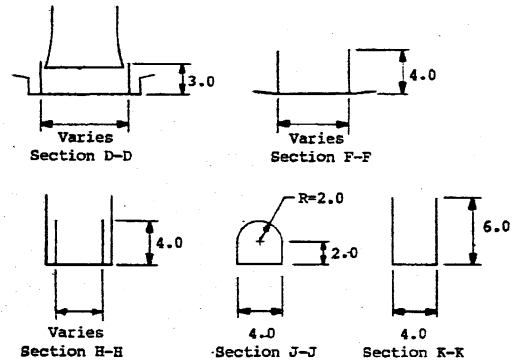 3.0
Varies
Section D-D
4.0
Varies
Section F-F
4.0
Varies
Section H-H
R=2.0
2.0
4.0
Section J-J
6.0
4.0
Section K-K